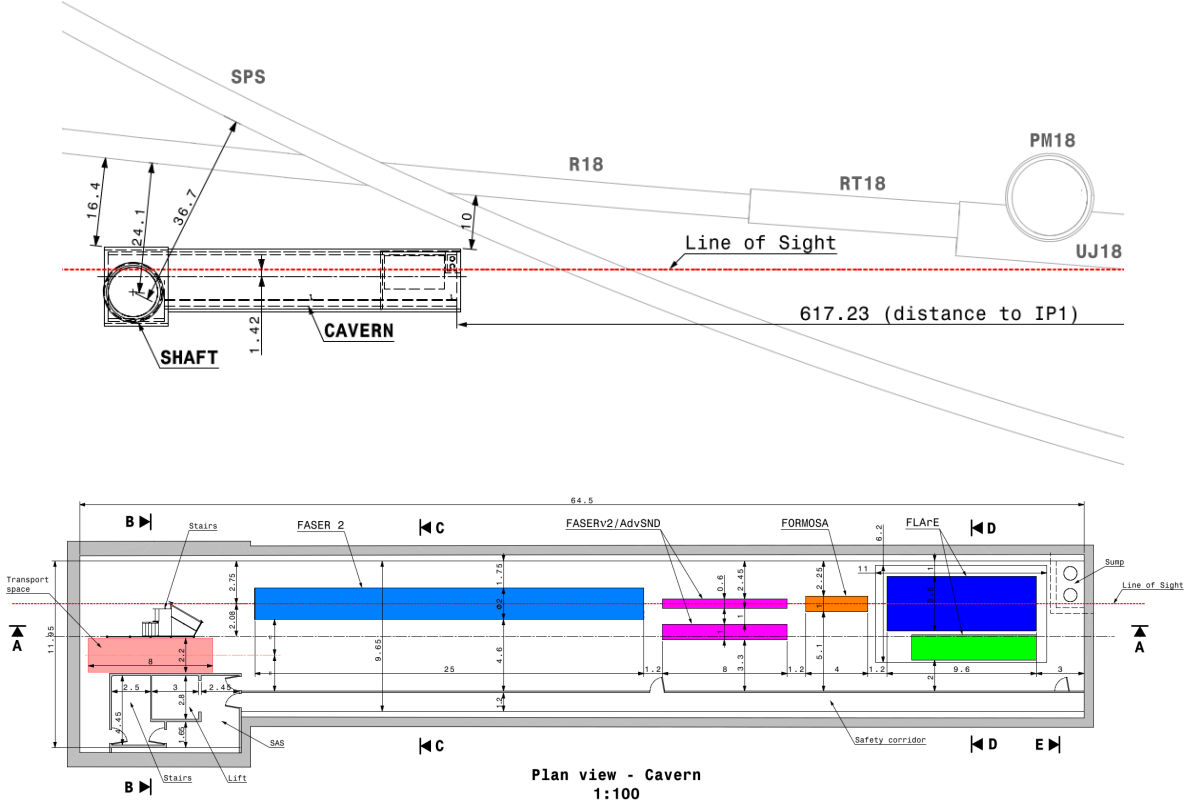 SPS
PM18
R18
RT18
16.4
24.1
36.7
10
Line of Sight
UJ18
617.23 (distance to IP1)
1.42
CAVERN
SHAFT
64.5
B
Stairs
FASER 2
C
FASERν2/AdvSND
FORMOSA
FLArE
D
6.2
Sump
Transport
space
2.75
1.75
0.6
2.45
2.25
1
11
Line of Sight
2.08
2
1
A
11.95
9.65
1
1
A
2.2
8
4.6
3.3
5.1
25
1.2
8
1.2
4
1.2
9.6
3
2
2.5
3
2.45
2.8
4.45
1.65
1.2
SAS
Safety corridor
C
D
E
B
Stairs
Lift
Plan view - Cavern
1:100